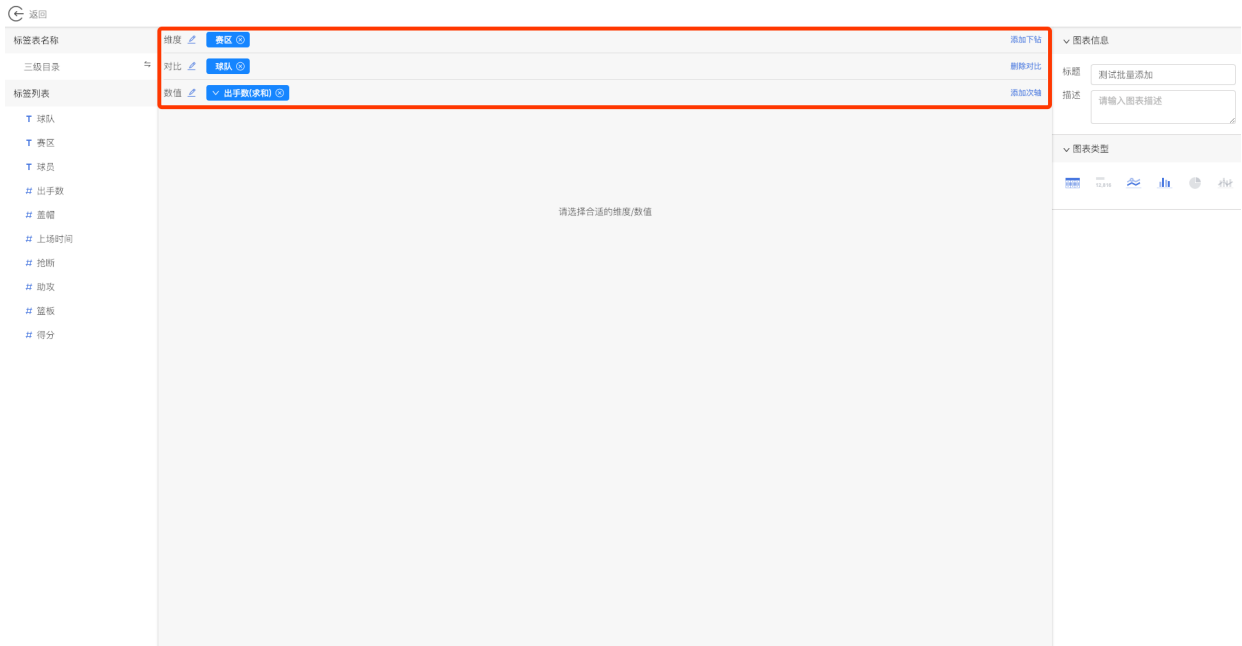 返回
标签表名称
三级目录
标签列表
T 球队
T 赛区
T 球员
# 出手数
# 盖帽
# 上场时间
# 抢断
# 助攻
# 篮板
# 得分
维度 赛区 添加下钻
对比 球队 删除对比
数值 出手数(求和) 添加次轴
请选择合适的维度/数值
图表信息
标题 测试批量添加
描述 请输入图表描述
图表类型